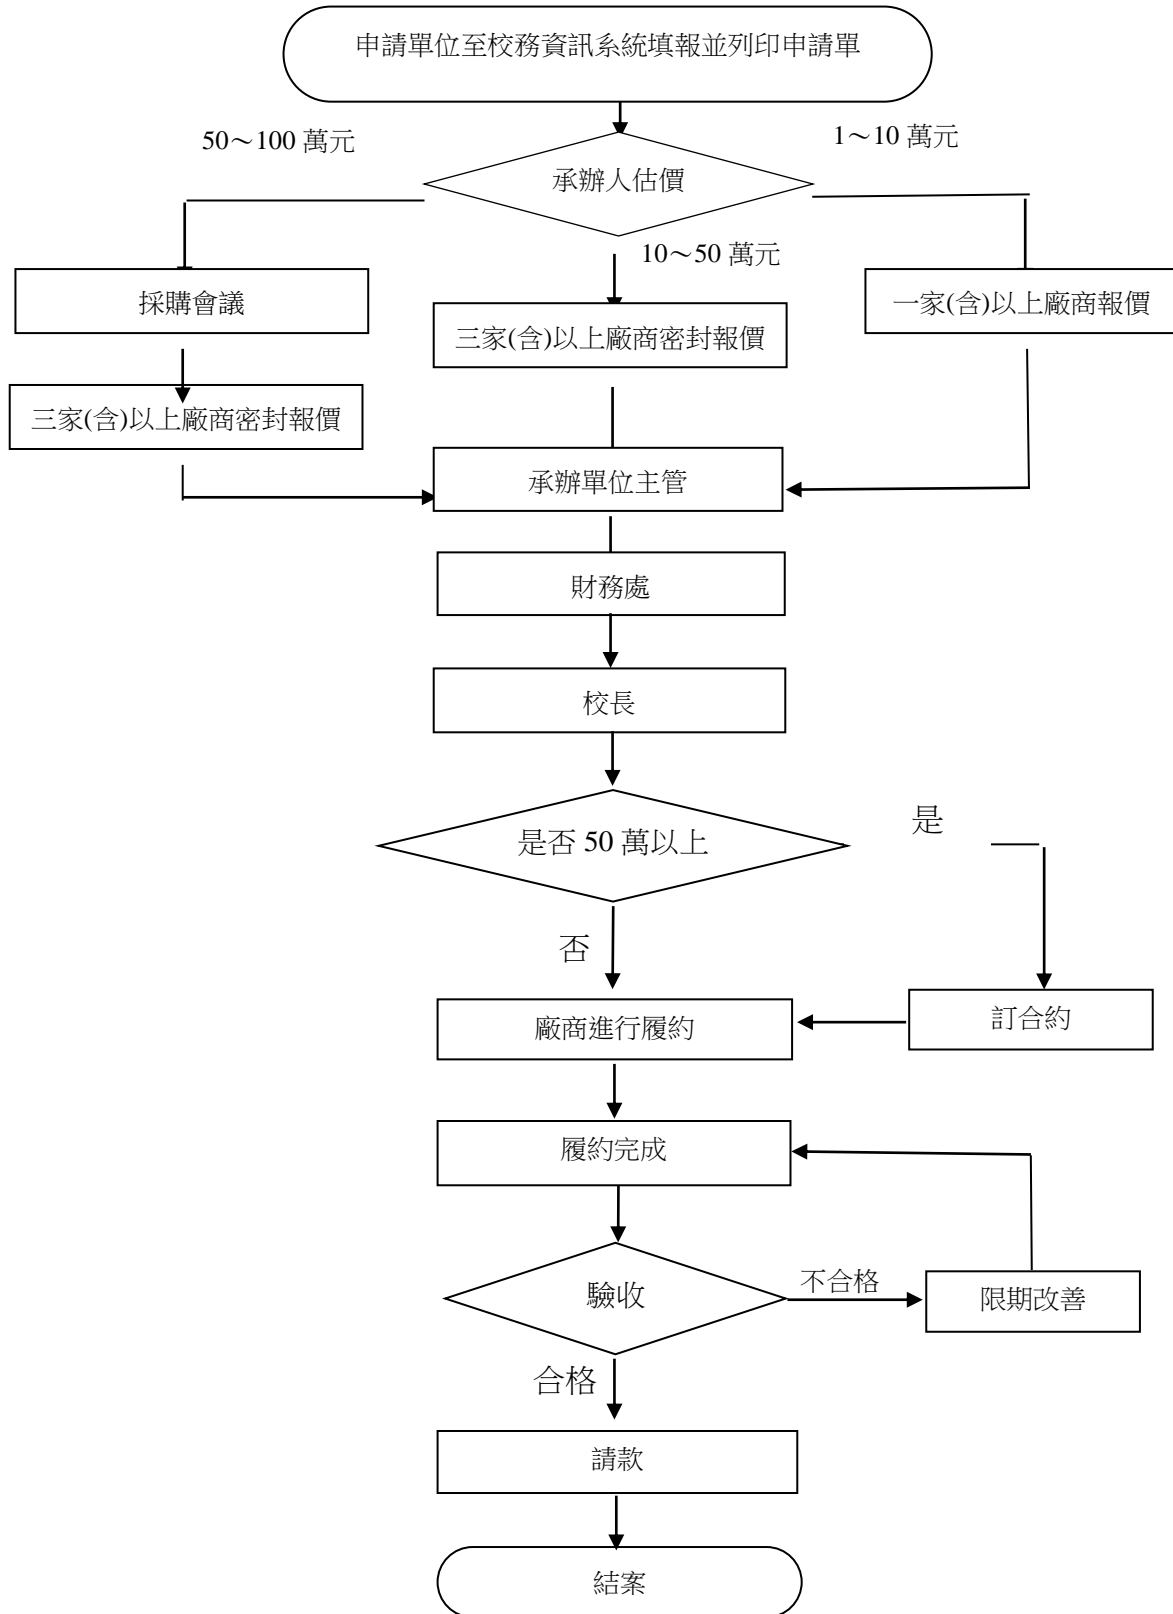 申請單位至校務資訊系統填報並列印申請單
50～100 萬元
1～10 萬元
承辦人估價
10～50 萬元
採購會議
一家(含)以上廠商報價
三家(含)以上廠商密封報價
三家(含)以上廠商密封報價
承辦單位主管
財務處
校長
是
是否 50 萬以上
否
廠商進行履約
訂合約
履約完成
不合格
驗收
限期改善
合格
請款
結案